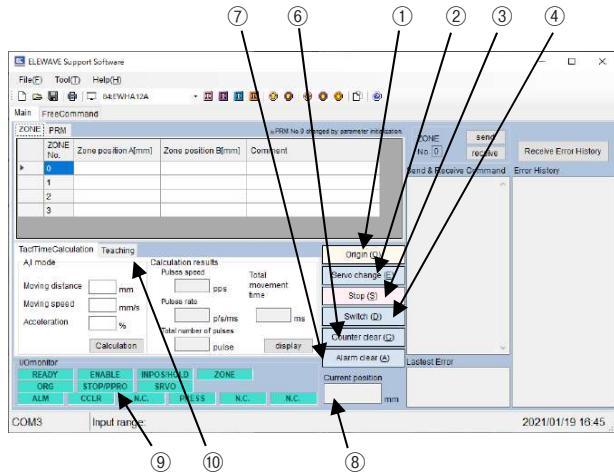 ⑦ ⑥ ① ② ③ ④
ELEWAVE Support Software
File(F) Tool(T) Help(H)
04:EWHA12A
Main FreeCommand
ZONE PRM
※PRM No.9 changed by parameter initialization
ZONE No. Zone position A[mm] Zone position B[mm] Comment
0
1
2
3
ZONE No. 0
send
receive
Receive Error History
Send & Receive Command
Error History
TactTimeCalculation Teaching
A,I mode
Moving distance mm
Moving speed mm/s
Acceleration %
Calculation
Calculation results
Pulses speed
pps
Pulses rate
p/s/ms
Total number of pulses
pulse
Total movement time
ms
display
Origin (O)
Servo change (E)
Stop (S)
Switch (D)
Counter clear (C)
Alarm clear (A)
Current position
mm
Lastest Error
I/Omonitor
READY ENABLE INPOS/HOLD ZONE
ORG STOP/PPRO SRVO
ALM CCLR N.C. PRESS N.C. N.C.
COM3 Input range: 2021/01/19 16:45
⑨ ⑩ ⑧